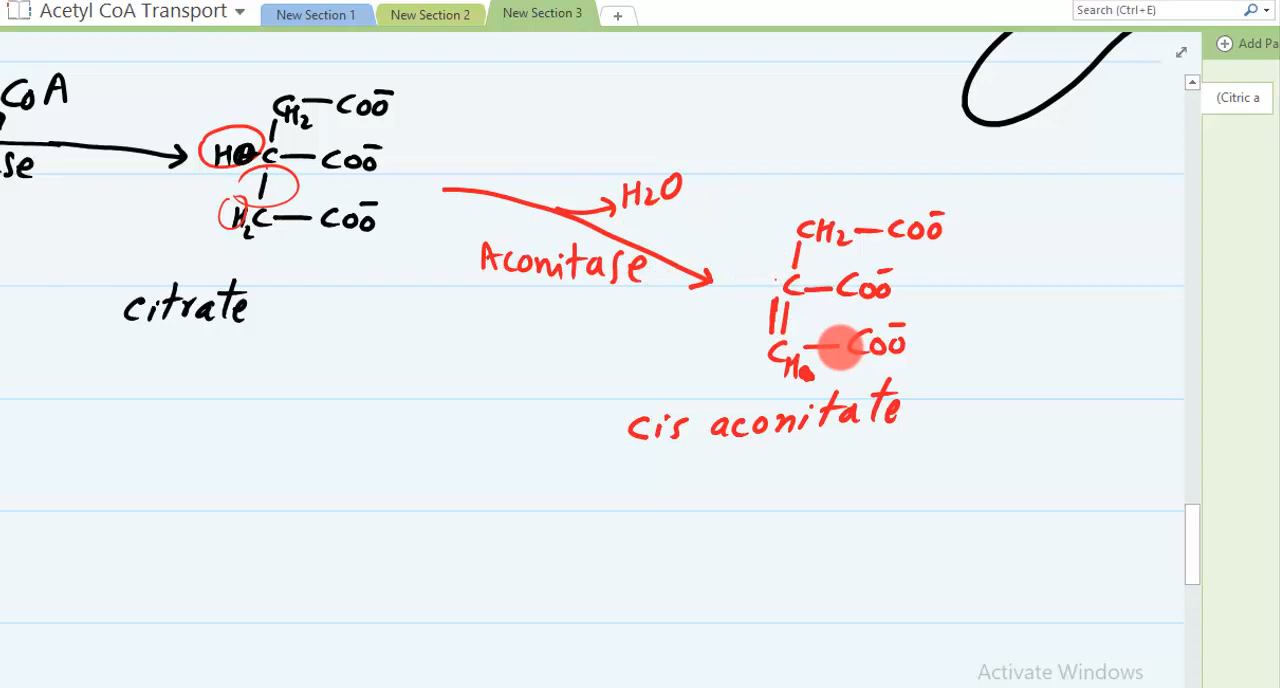 Acetyl CoA Transport
New Section 1
New Section 2
New Section 3
Search (Ctrl+E)
Add Pa
(Citric a
CoA
se
CH2—COO⁻
HO C—COO⁻
H2C—COO⁻
citrate
H2O
Aconitase
CH2—COO⁻
C—COO⁻
CH—COO⁻
cis aconitate
Activate Windows